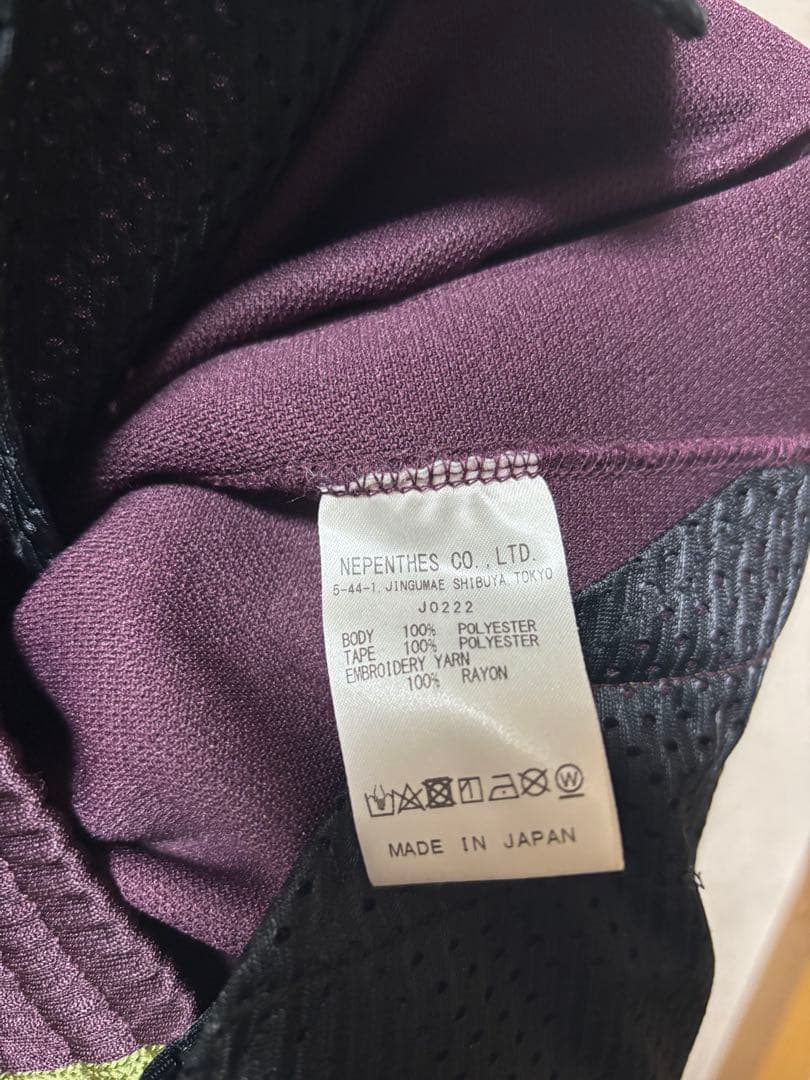 NEPENTHES CO.,LTD.
5-44-1, JINGUMAE SHIBUYA TOKYO
J0222
BODY 100% POLYESTER
TAPE 100% POLYESTER
EMBROIDERY YARN
100% RAYON
W
MADE IN JAPAN